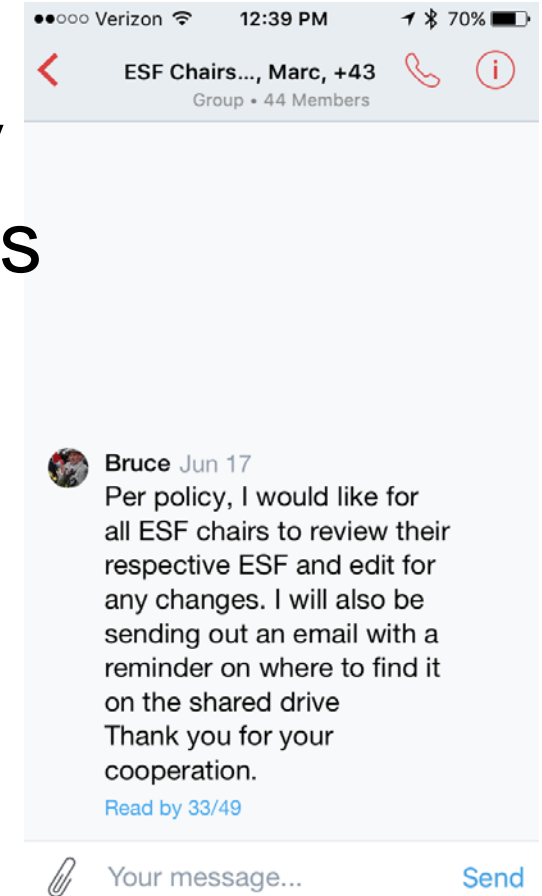 Verizon 12:39 PM 70%
ESF Chairs..., Marc, +43
Group • 44 Members
s
Bruce Jun 17
Per policy, I would like for
all ESF chairs to review their
respective ESF and edit for
any changes. I will also be
sending out an email with a
reminder on where to find it
on the shared drive
Thank you for your
cooperation.
Read by 33/49
Your message... Send